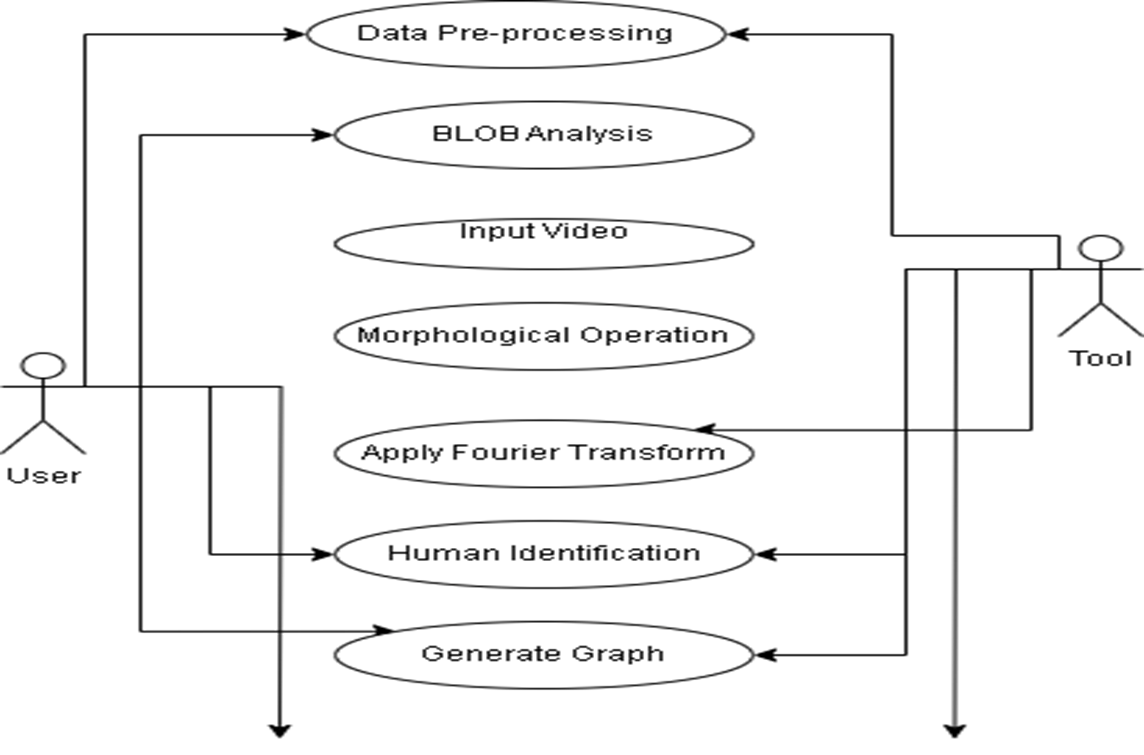 Data Pre-processing
BLOB Analysis
Input Video
Morphological Operation
Tool
Apply Fourier Transform
User
Human Identification
Generate Graph